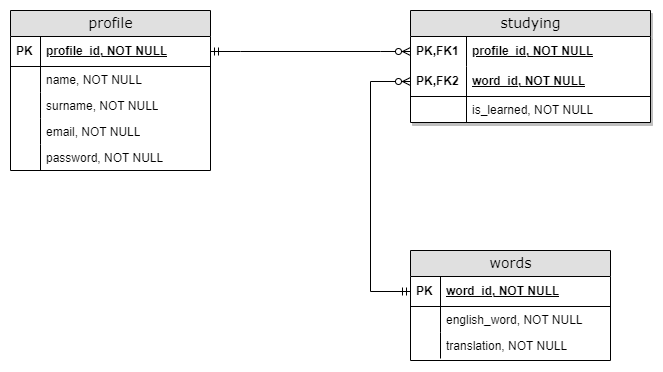 profile
PK profile_id, NOT NULL
name, NOT NULL
surname, NOT NULL
email, NOT NULL
password, NOT NULL
studying
PK,FK1 profile_id, NOT NULL
PK,FK2 word_id, NOT NULL
is_learned, NOT NULL
words
PK word_id, NOT NULL
english_word, NOT NULL
translation, NOT NULL